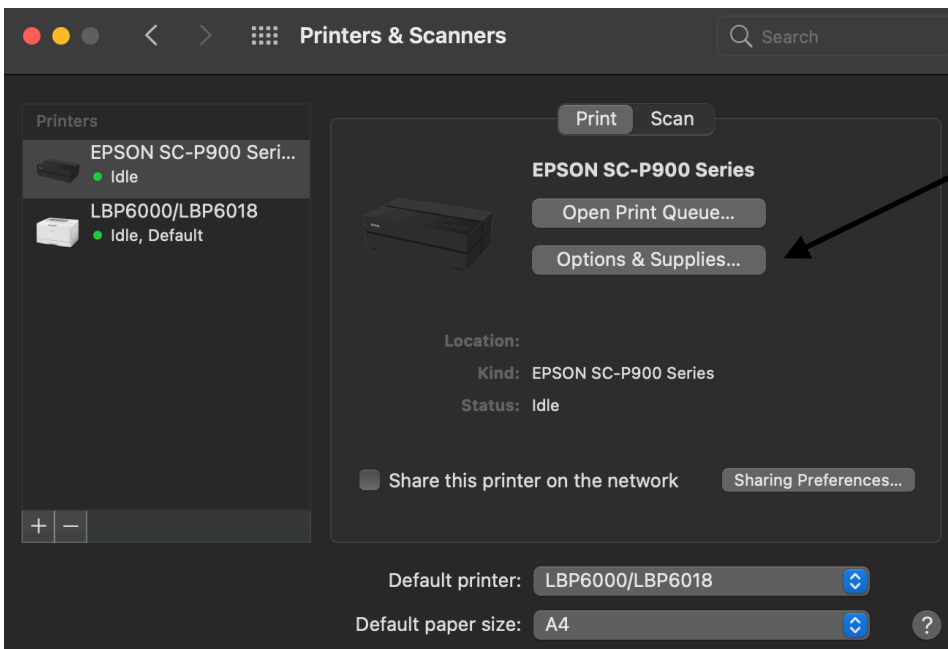 Printers & Scanners
Search
Printers
EPSON SC-P900 Seri...
Idle
LBP6000/LBP6018
Idle, Default
Print Scan
EPSON SC-P900 Series
Open Print Queue...
Options & Supplies...
Location:
Kind: EPSON SC-P900 Series
Status: Idle
Share this printer on the network Sharing Preferences...
+ −
Default printer: LBP6000/LBP6018
Default paper size: A4 ?